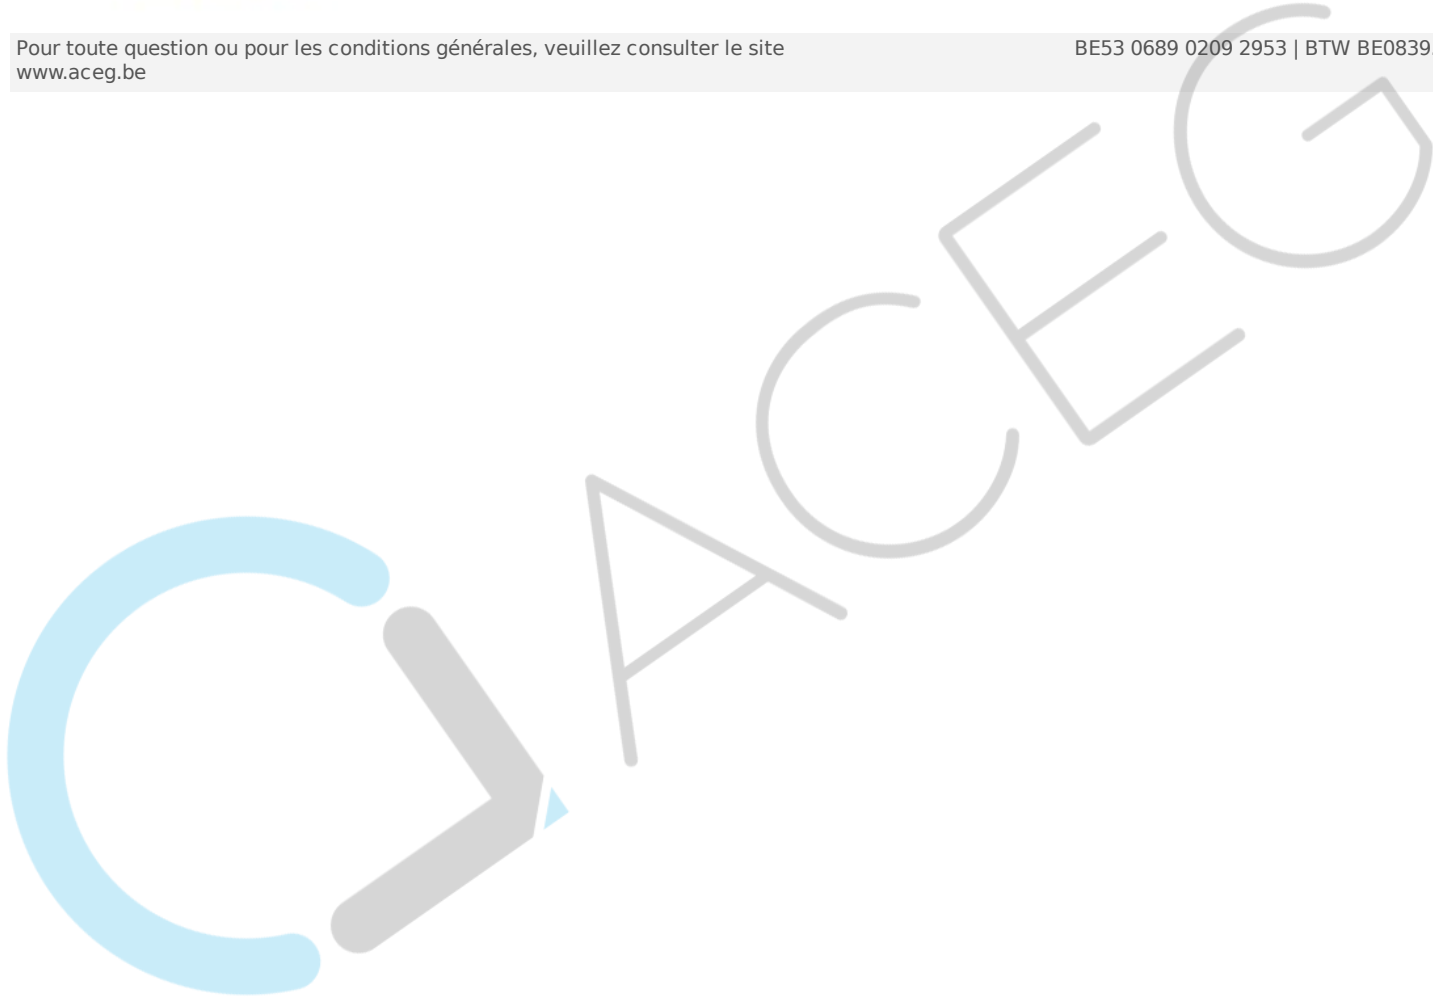 Pour toute question ou pour les conditions générales, veuillez consulter le site
www.aceg.be
BE53 0689 0209 2953 | BTW BE0839
ACEG